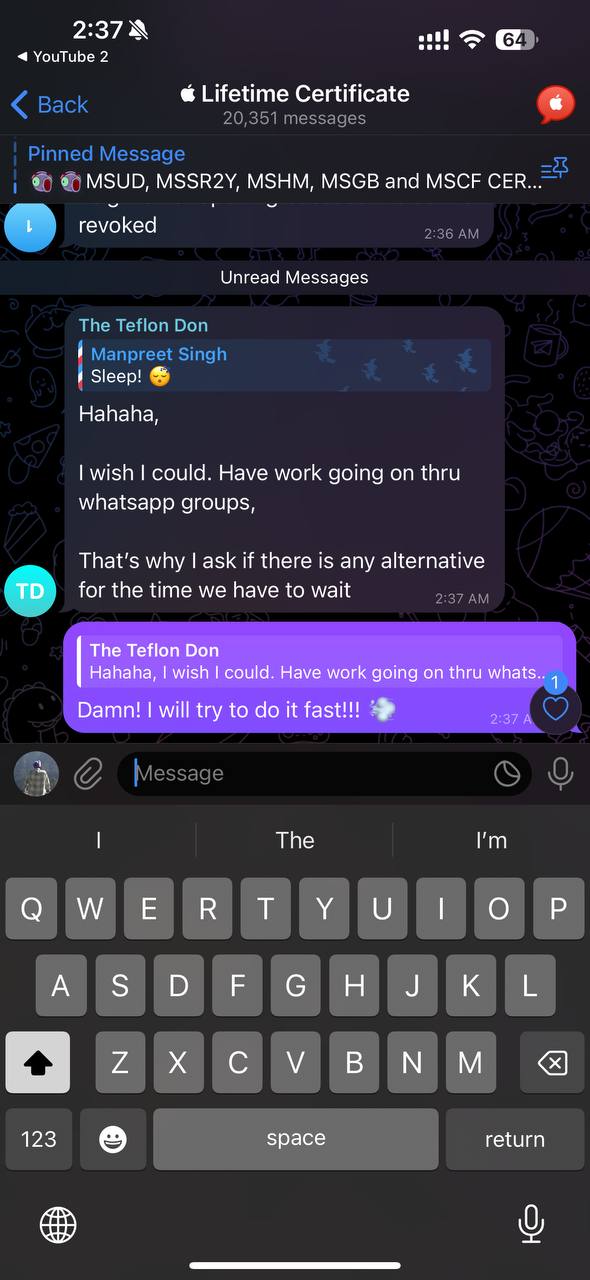 2:37
64
◀ YouTube 2
Back
Lifetime Certificate
20,351 messages
Pinned Message
MSUD, MSSR2Y, MSHM, MSGB and MSCF CER...
revoked
2:36 AM
Unread Messages
The Teflon Don
Manpreet Singh
Sleep! 😴
Hahaha,
I wish I could. Have work going on thru
whatsapp groups,
That's why I ask if there is any alternative
for the time we have to wait
2:37 AM
TD
The Teflon Don
Hahaha, I wish I could. Have work going on thru whats...
Damn! I will try to do it fast!!! 💨
2:37 A
1
Message
I
The
I'm
Q W E R T Y U I O P
A S D F G H J K L
Z X C V B N M
123
space
return